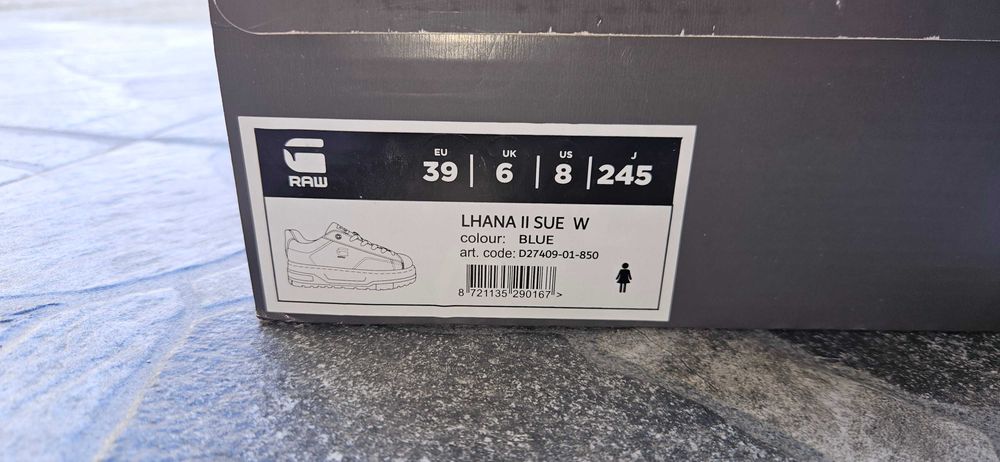 RAW
EU UK US J
39 | 6 | 8 | 245
LHANA II SUE W
colour: BLUE
art. code: D27409-01-850
8 721135 290167 >